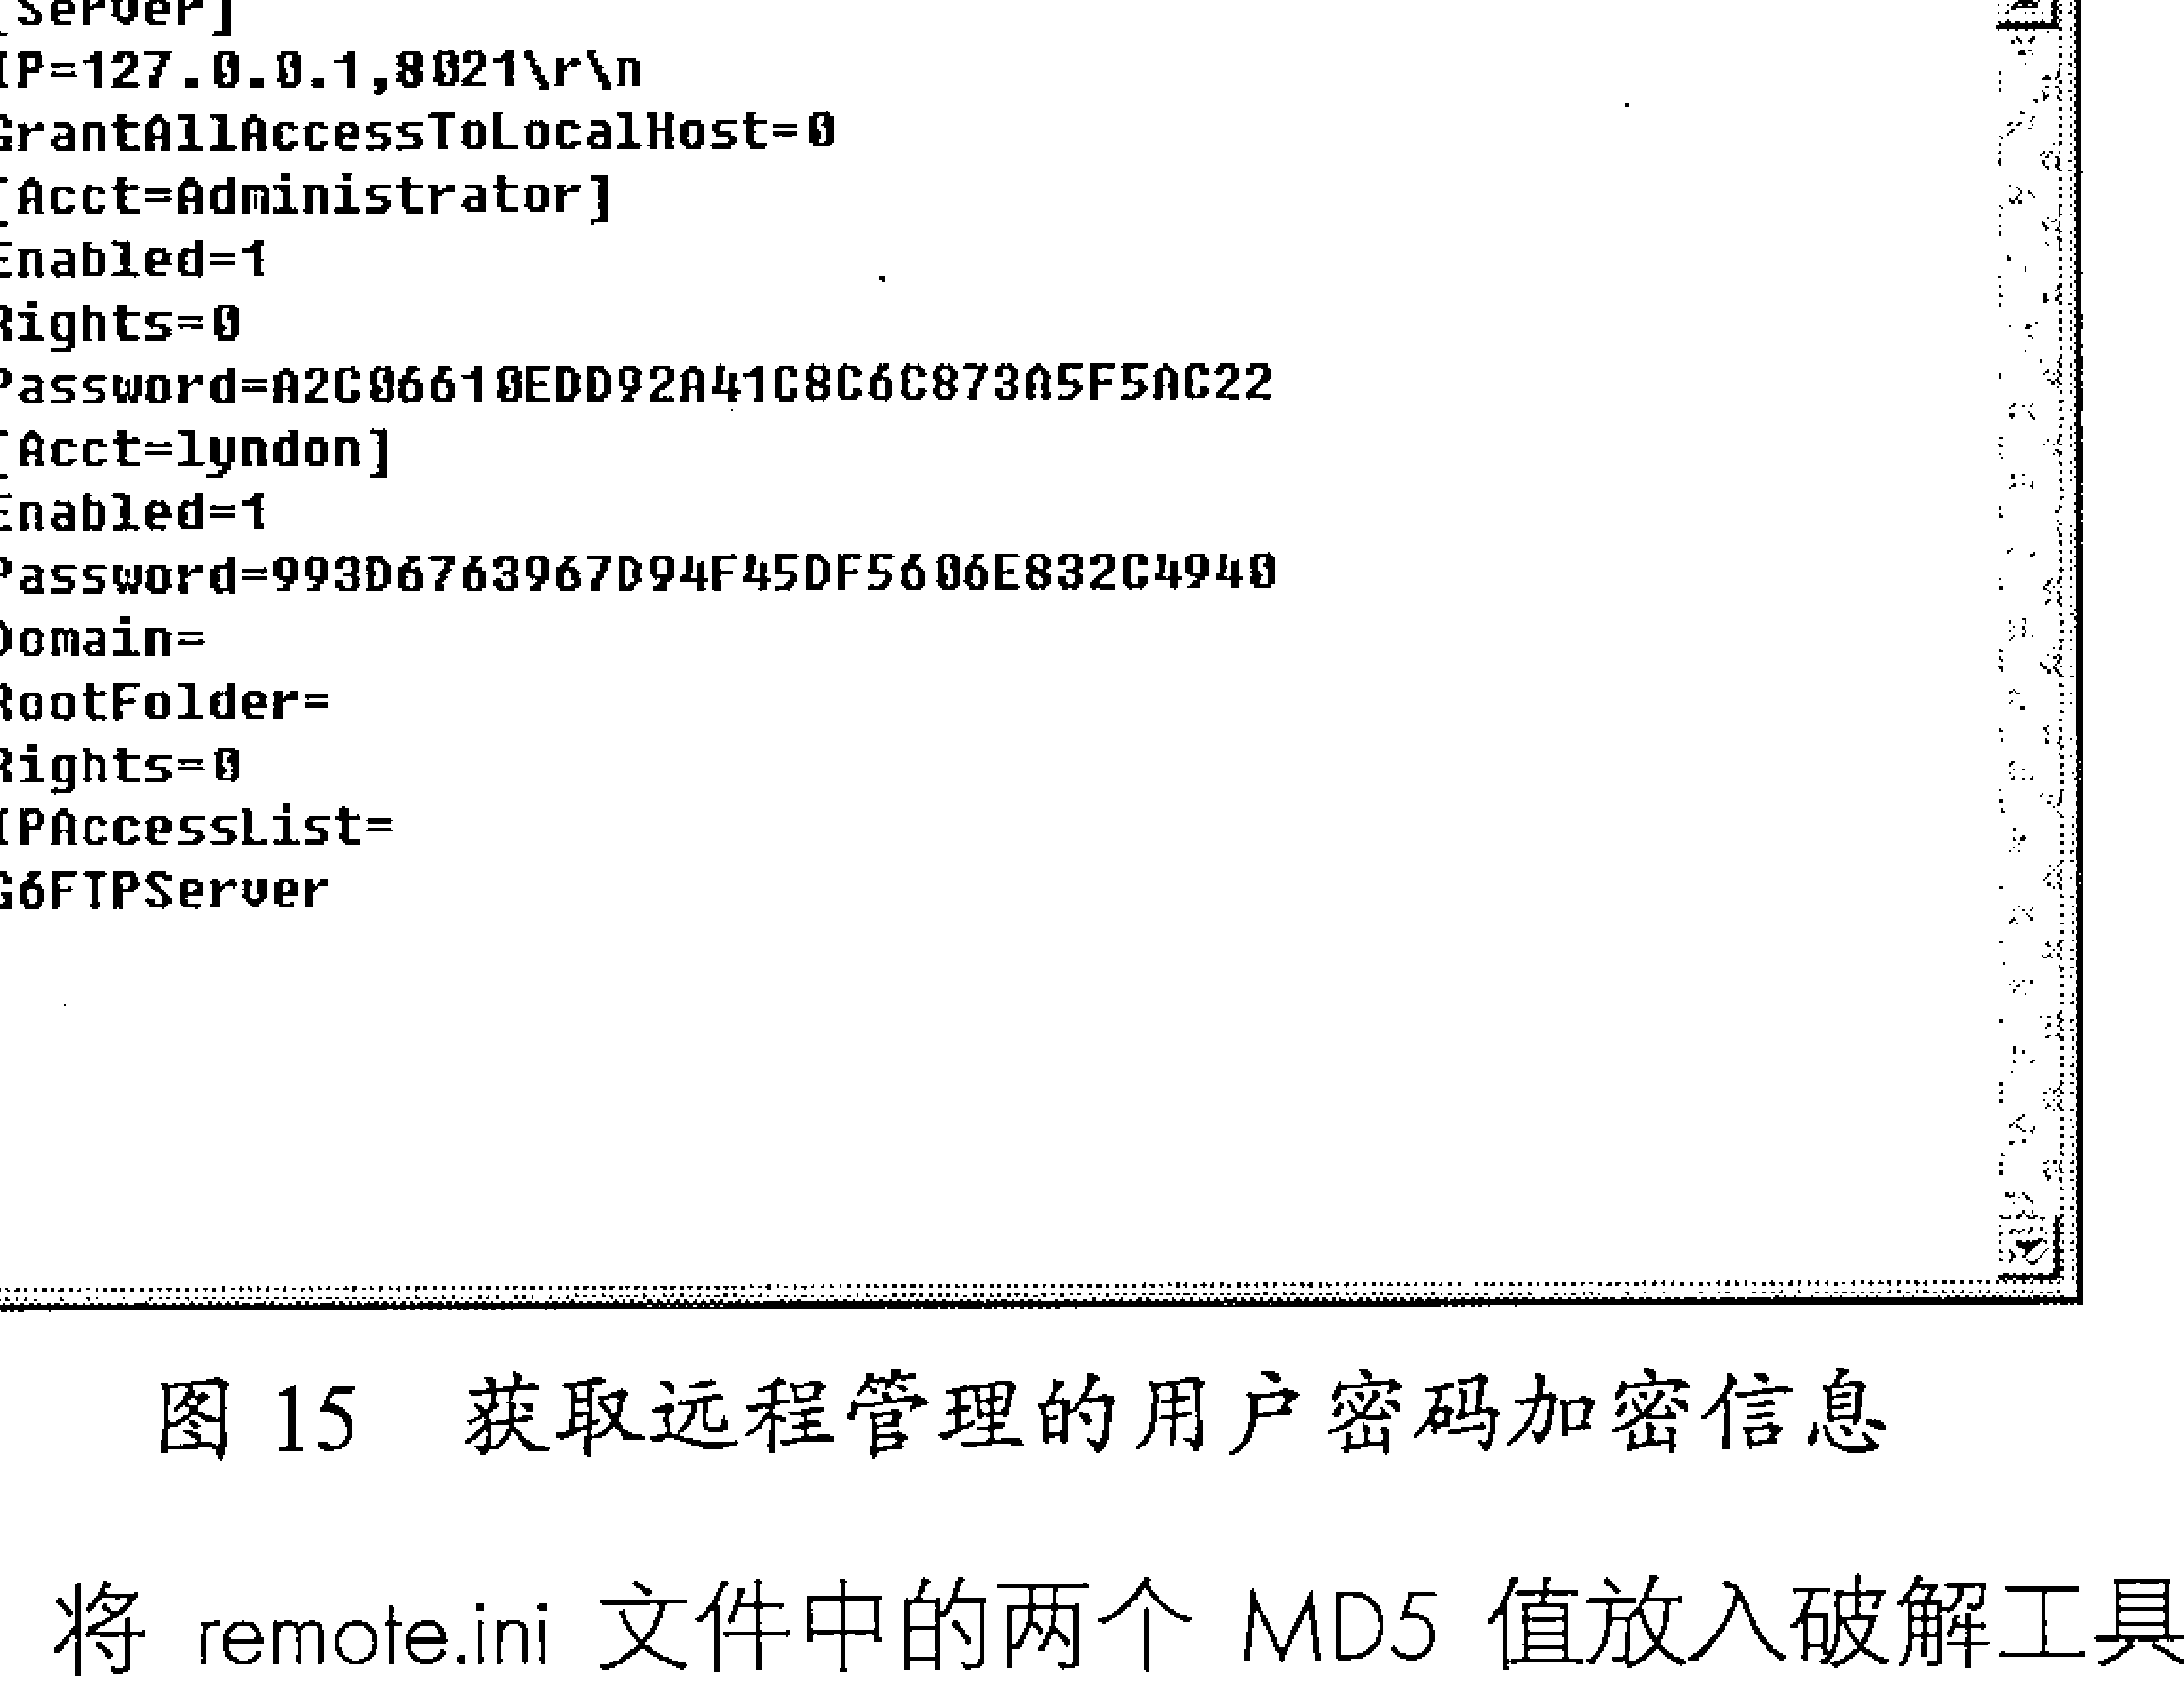 [Server]
IP=127.0.0.1,8021\r\n
GrantAllAccessToLocalHost=0
[Acct=Administrator]
Enabled=1
Rights=0
Password=A2C06610EDD92A41C8C6C873A5F5AC22
[Acct=lyndon]
Enabled=1
Password=993D6763967D94F45DF5606E832C4940
Domain=
RootFolder=
Rights=0
IPAccessList=
G6FTPServer
图 15 获取远程管理的用户密码加密信息
将 remote.ini 文件中的两个 MD5 值放入破解工具